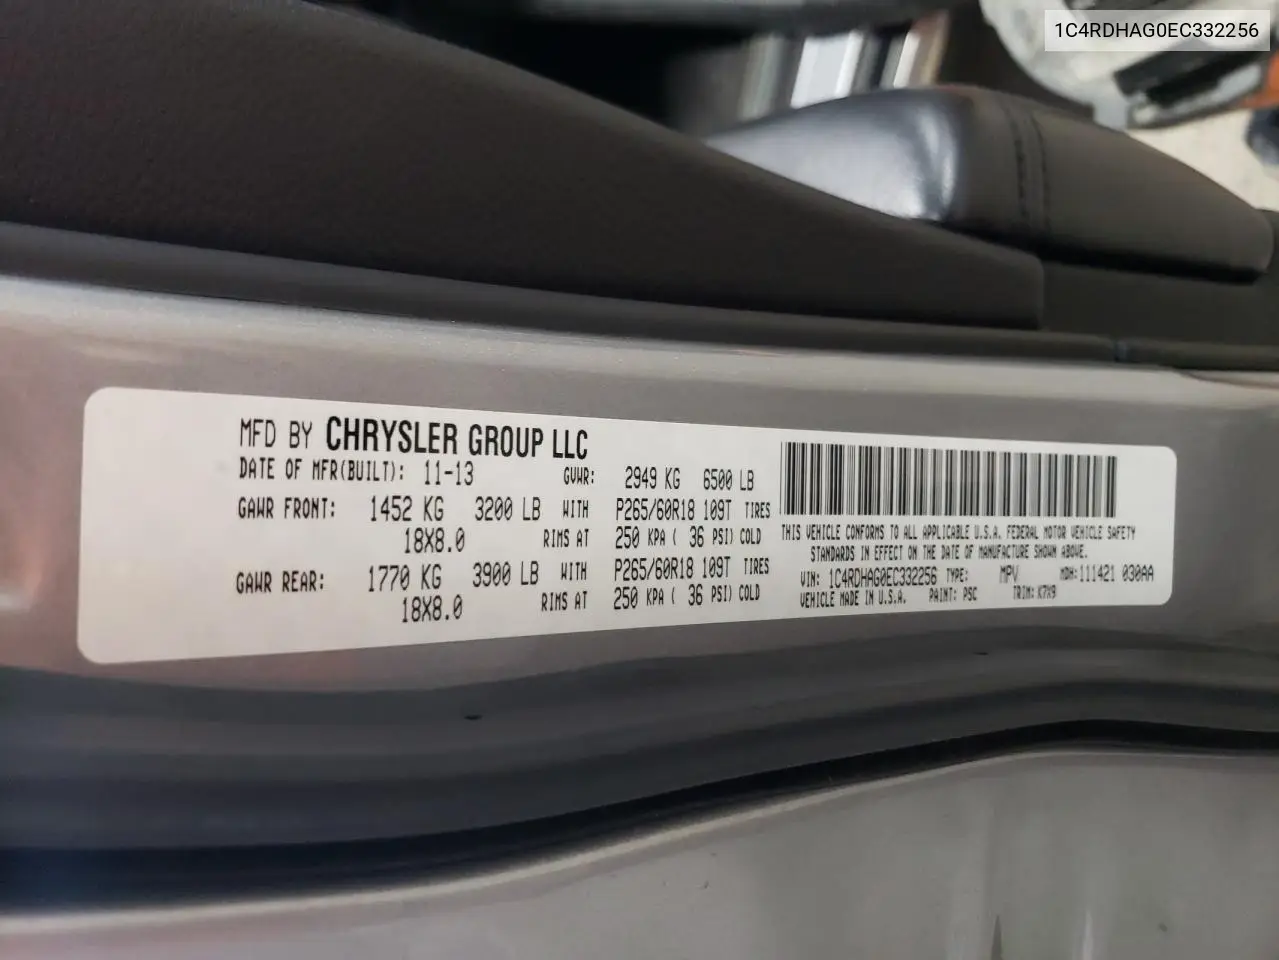 1C4RDHAG0EC332256
MFD BY CHRYSLER GROUP LLC
DATE OF MFR(BUILT): 11-13 GVWR: 2949 KG 6500 LB
GAWR FRONT: 1452 KG 3200 LB WITH P265/60R18 109T TIRES
18X8.0 RIMS AT 250 KPA ( 36 PSI) COLD
GAWR REAR: 1770 KG 3900 LB WITH P265/60R18 109T TIRES
18X8.0 RIMS AT 250 KPA ( 36 PSI) COLD
THIS VEHICLE CONFORMS TO ALL APPLICABLE U.S.A. FEDERAL MOTOR VEHICLE SAFETY
STANDARDS IN EFFECT ON THE DATE OF MANUFACTURE SHOWN ABOVE.
VIN: 1C4RDHAG0EC332256 TYPE: MPV MDH:111421 030AA
VEHICLE MADE IN U.S.A. PAINT: PSC TRIM: K7X9